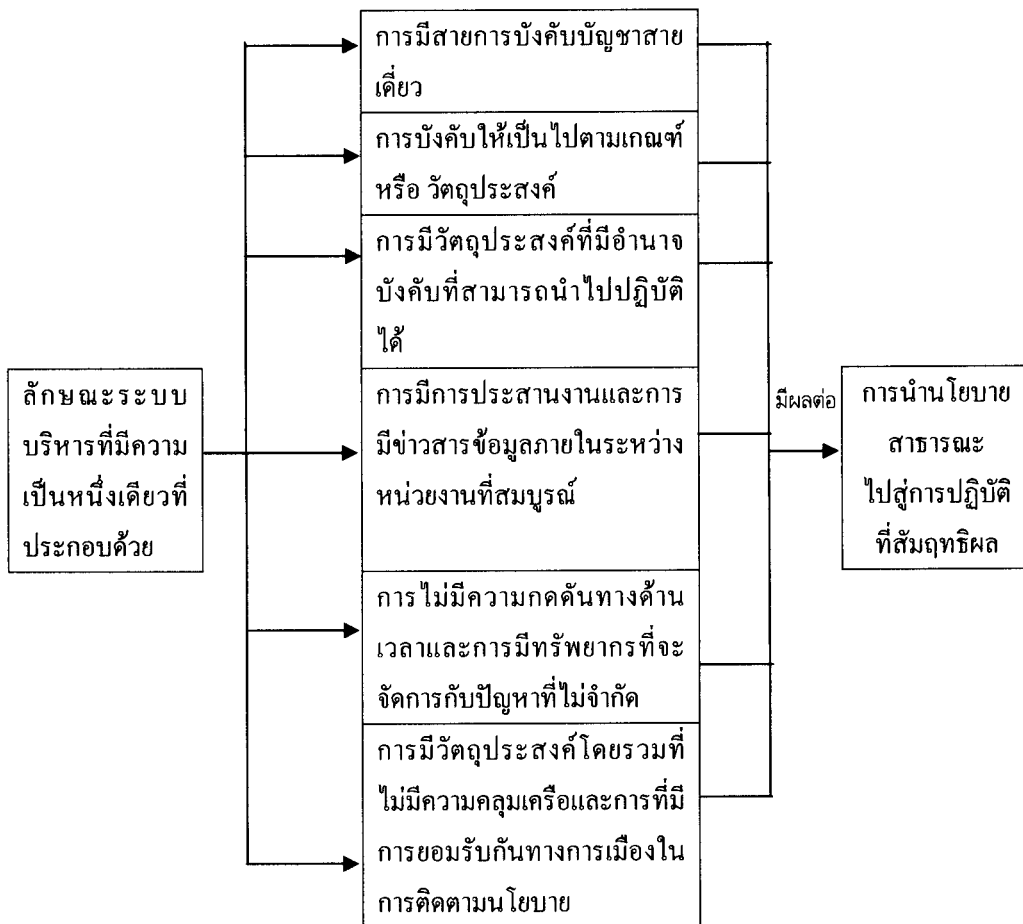 การมีสายการบังคับบัญชาสาย
เดี่ยว
การบังคับให้เป็นไปตามเกณฑ์
หรือ วัตถุประสงค์
การมีวัตถุประสงค์ที่มีอำนาจ
บังคับที่สามารถนำไปปฏิบัติ
ได้
ลักษณะระบบ
บริหารที่มีความ
เป็นหนึ่งเดียวที่
ประกอบด้วย
การมีการประสานงานและการ
มีข่าวสารข้อมูลภายในระหว่าง
หน่วยงานที่สมบูรณ์
การไม่มีความกดดันทางด้าน
เวลาและการมีทรัพยากรที่จะ
จัดการกับปัญหาที่ไม่จำกัด
การมีวัตถุประสงค์โดยรวมที่
ไม่มีความคลุมเครือและการที่มี
การยอมรับกันทางการเมืองใน
การติดตามนโยบาย
มีผลต่อ
การนำนโยบาย
สาธารณะ
ไปสู่การปฏิบัติ
ที่สัมฤทธิผล